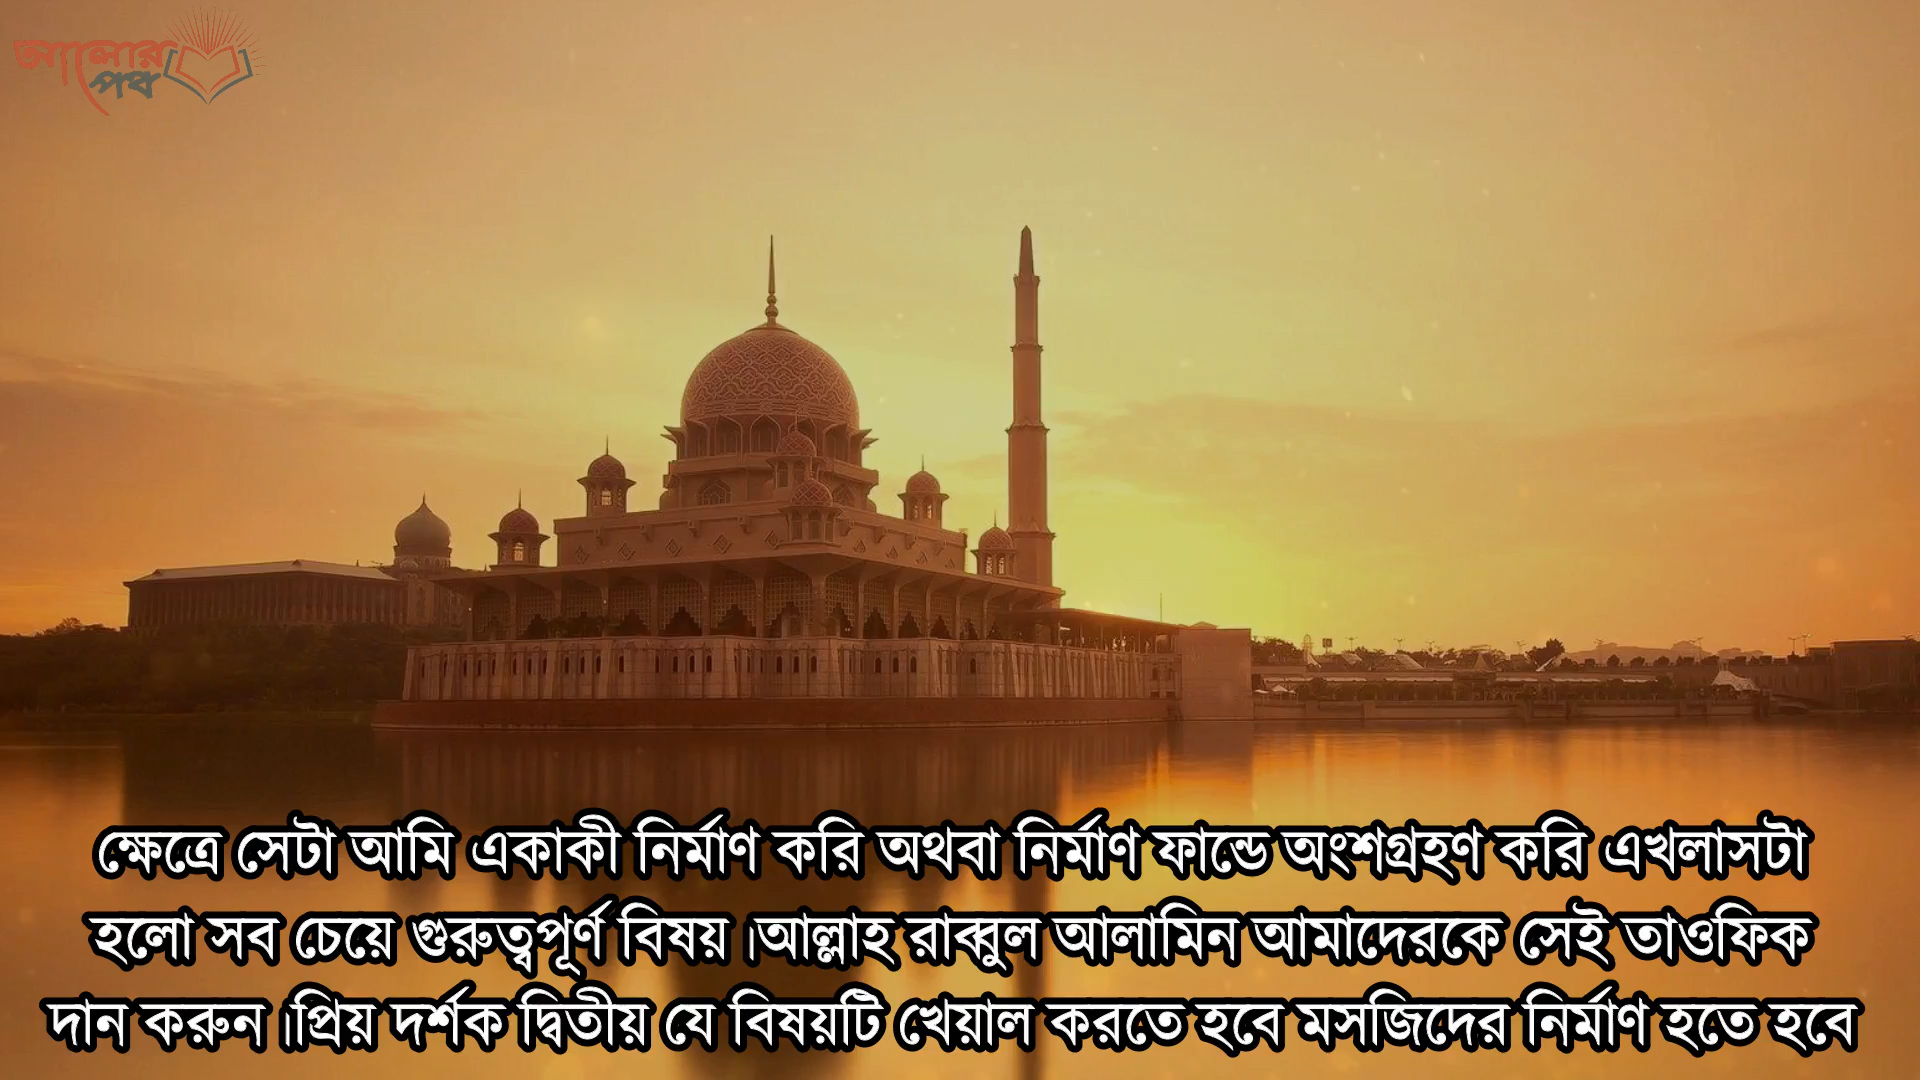 আলোর
পথ
ক্ষেত্রে সেটা আমি একাকী নির্মাণ করি অথবা নির্মাণ ফান্ডে অংশগ্রহণ করি এখলাসটা
হলো সব চেয়ে গুরুত্বপূর্ণ বিষয়।আল্লাহ রাব্বুল আলামিন আমাদেরকে সেই তাওফিক
দান করুন।প্রিয় দর্শক দ্বিতীয় যে বিষয়টি খেয়াল করতে হবে মসজিদের নির্মাণ হতে হবে